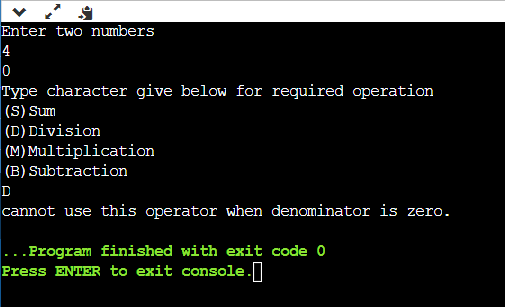 Enter two numbers
4
0
Type character give below for required operation
(S)Sum
(D)Division
(M)Multiplication
(B)Subtraction
D
cannot use this operator when denominator is zero.
...Program finished with exit code 0
Press ENTER to exit console.